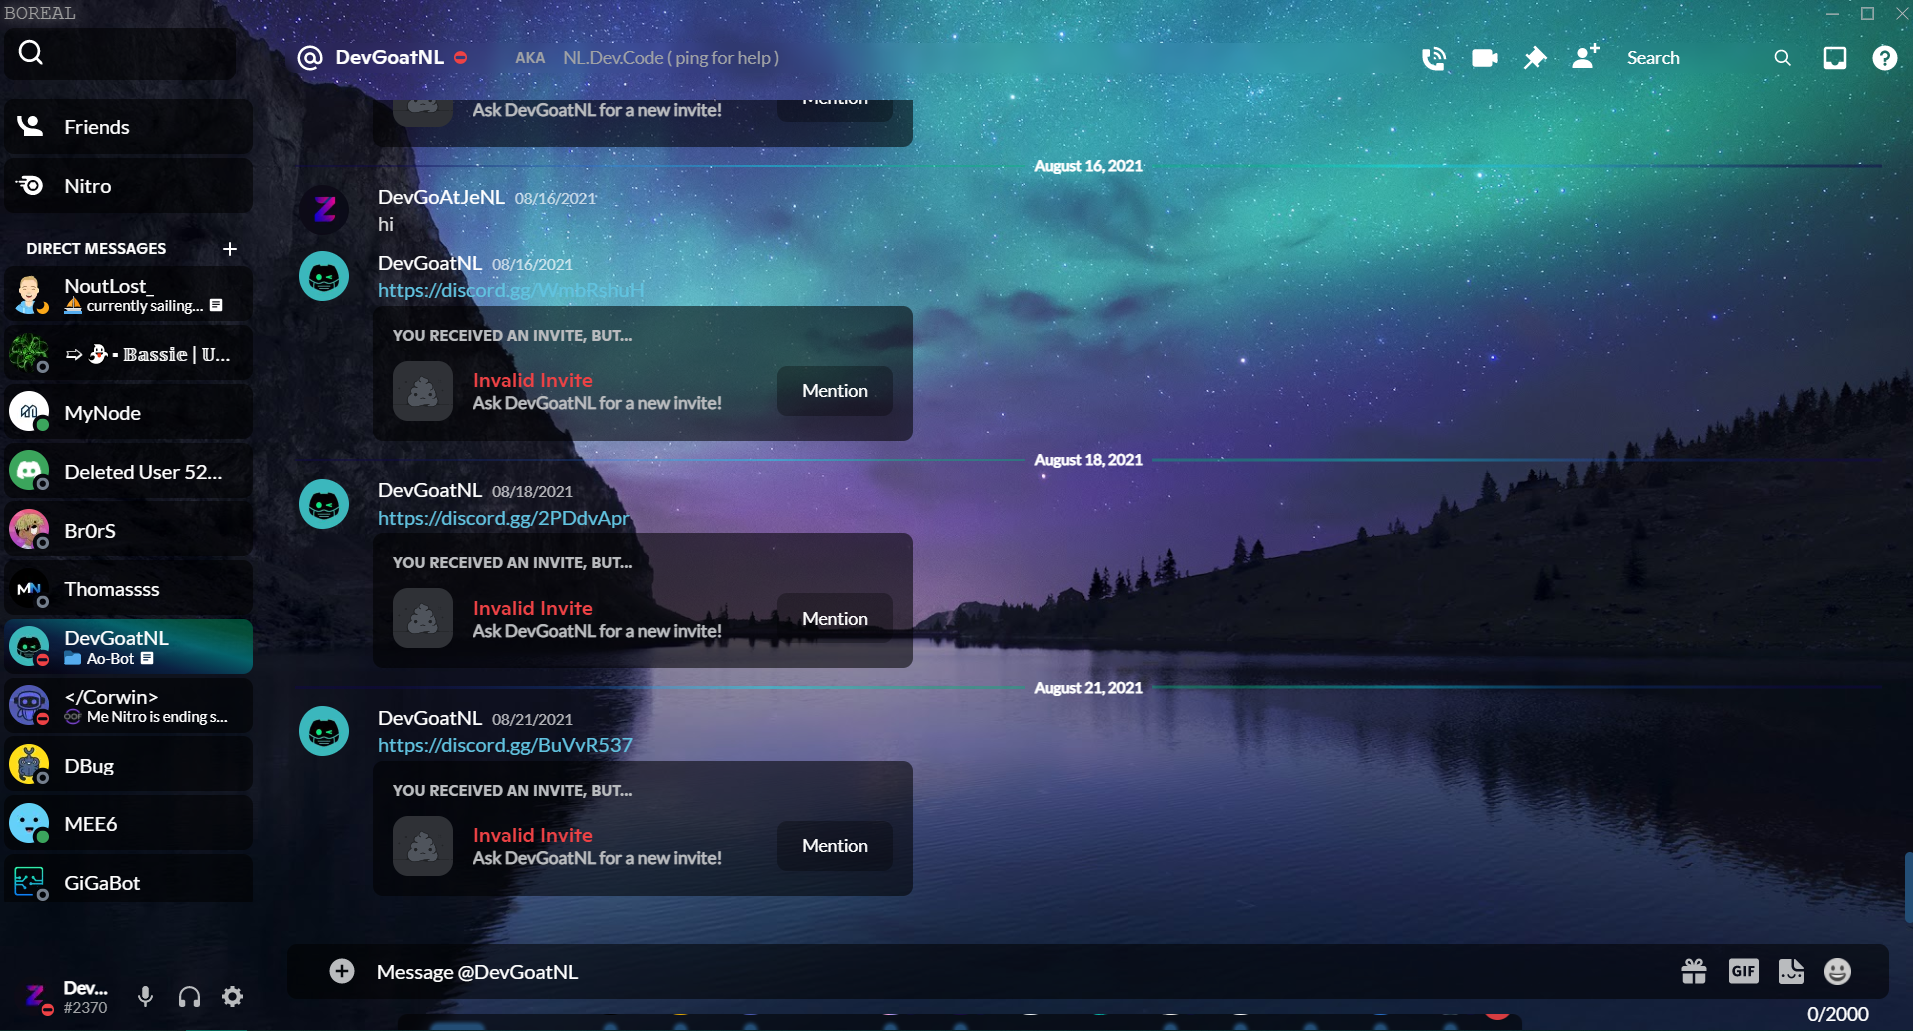 BOREAL
DevGoatNL AKA NL.Dev.Code ( ping for help )
Search
Friends
Nitro
DIRECT MESSAGES
NoutLost_
currently sailing...
Bassie | U...
MyNode
Deleted User 52...
Br0rS
MN
Thomassss
DevGoatNL
Ao-Bot
</Corwin>
OOF Me Nitro is ending s...
DBug
MEE6
GiGaBot
Dev...
#2370
Mention
Ask DevGoatNL for a new invite!
August 16, 2021
Z
DevGoAtJeNL 08/16/2021
hi
DevGoatNL 08/16/2021
https://discord.gg/WmbRshuH
YOU RECEIVED AN INVITE, BUT...
Invalid Invite
Ask DevGoatNL for a new invite!
Mention
August 18, 2021
DevGoatNL 08/18/2021
https://discord.gg/2PDdvApr
YOU RECEIVED AN INVITE, BUT...
Invalid Invite
Ask DevGoatNL for a new invite!
Mention
August 21, 2021
DevGoatNL 08/21/2021
https://discord.gg/BuVvR537
YOU RECEIVED AN INVITE, BUT...
Invalid Invite
Ask DevGoatNL for a new invite!
Mention
Message @DevGoatNL
GIF
0/2000